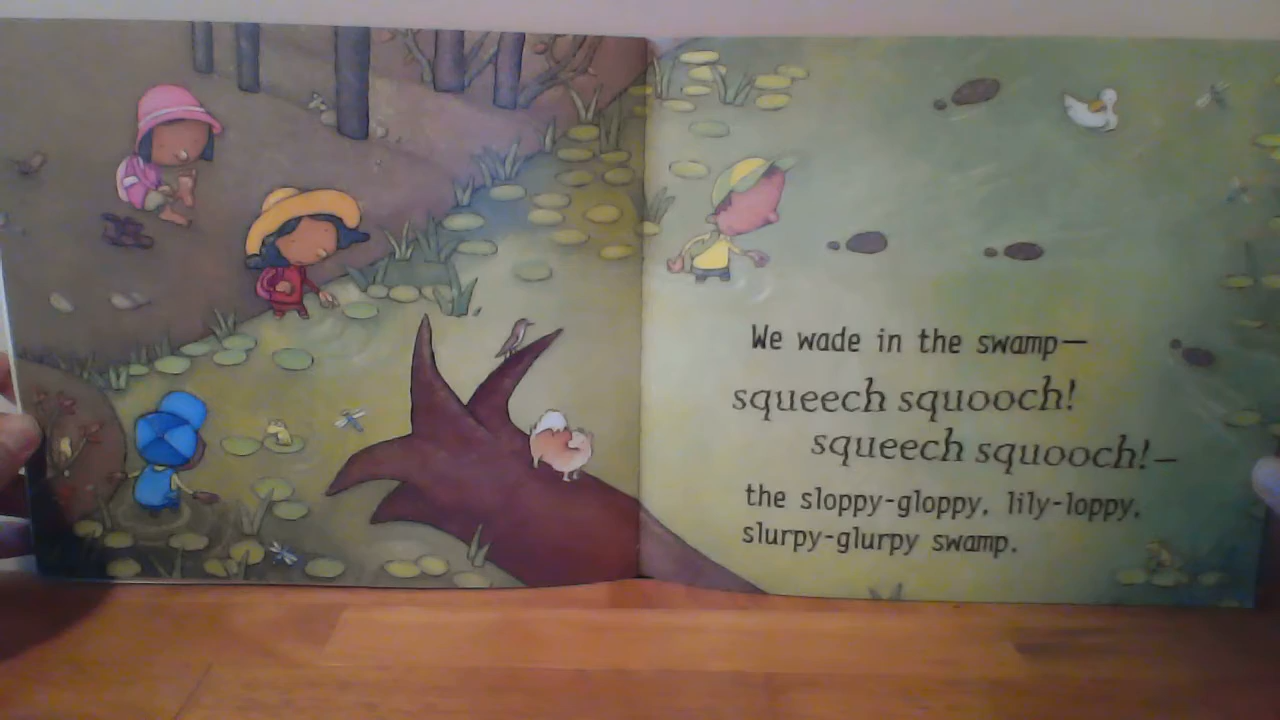 We wade in the swamp—
squeech squooch!
squeech squooch!—
the sloppy-gloppy, lily-loppy,
slurpy-glurpy swamp.